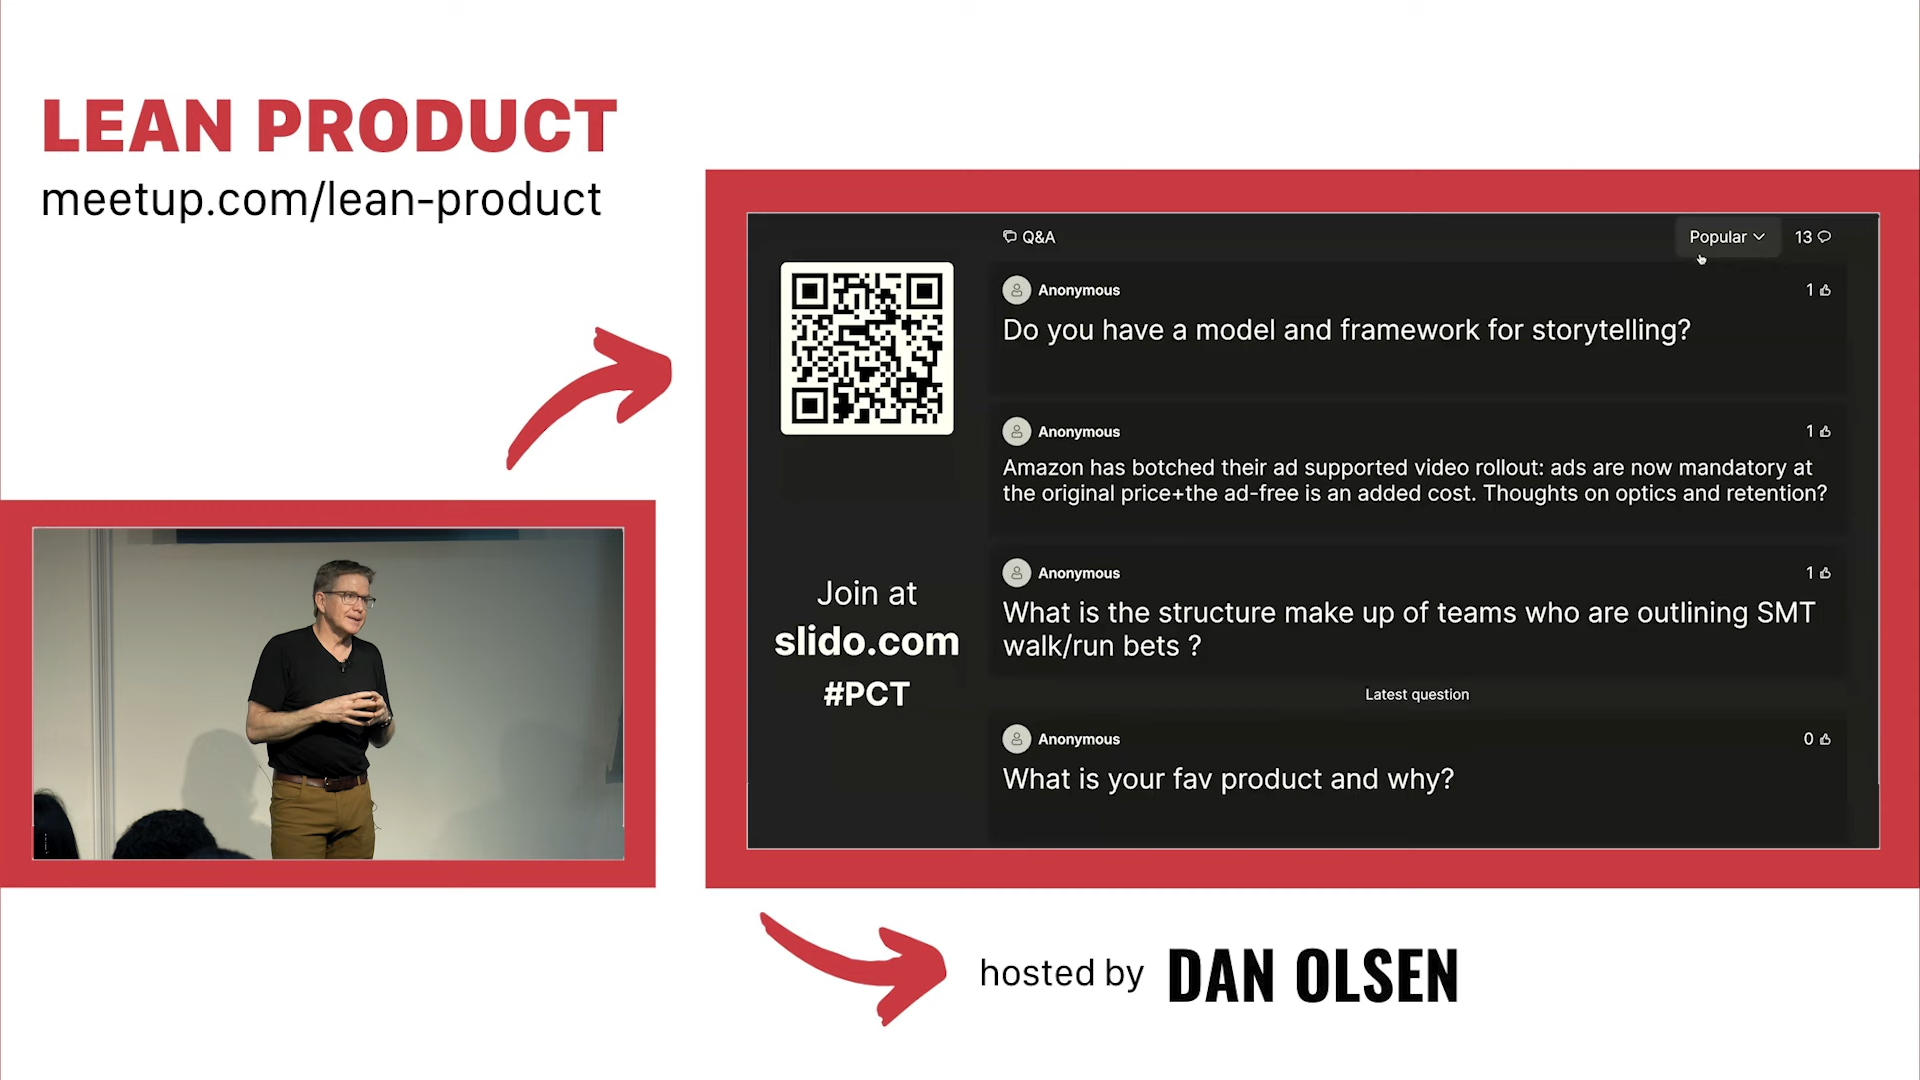 LEAN PRODUCT
meetup.com/lean-product
Q&A
Popular
13
Anonymous
1
Do you have a model and framework for storytelling?
Anonymous
1
Amazon has botched their ad supported video rollout: ads are now mandatory at
the original price+the ad-free is an added cost. Thoughts on optics and retention?
Anonymous
1
What is the structure make up of teams who are outlining SMT
walk/run bets ?
Latest question
Anonymous
0
What is your fav product and why?
Join at
slido.com
#PCT
hosted by DAN OLSEN